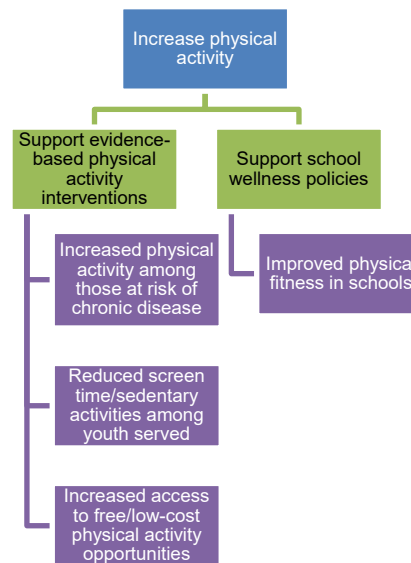 Increase physical
activity
Support evidence-
based physical
activity
interventions
Support school
wellness policies
Increased physical
activity among
those at risk of
chronic disease
Improved physical
fitness in schools
Reduced screen
time/sedentary
activities among
youth served
Increased access
to free/low-cost
physical activity
opportunities